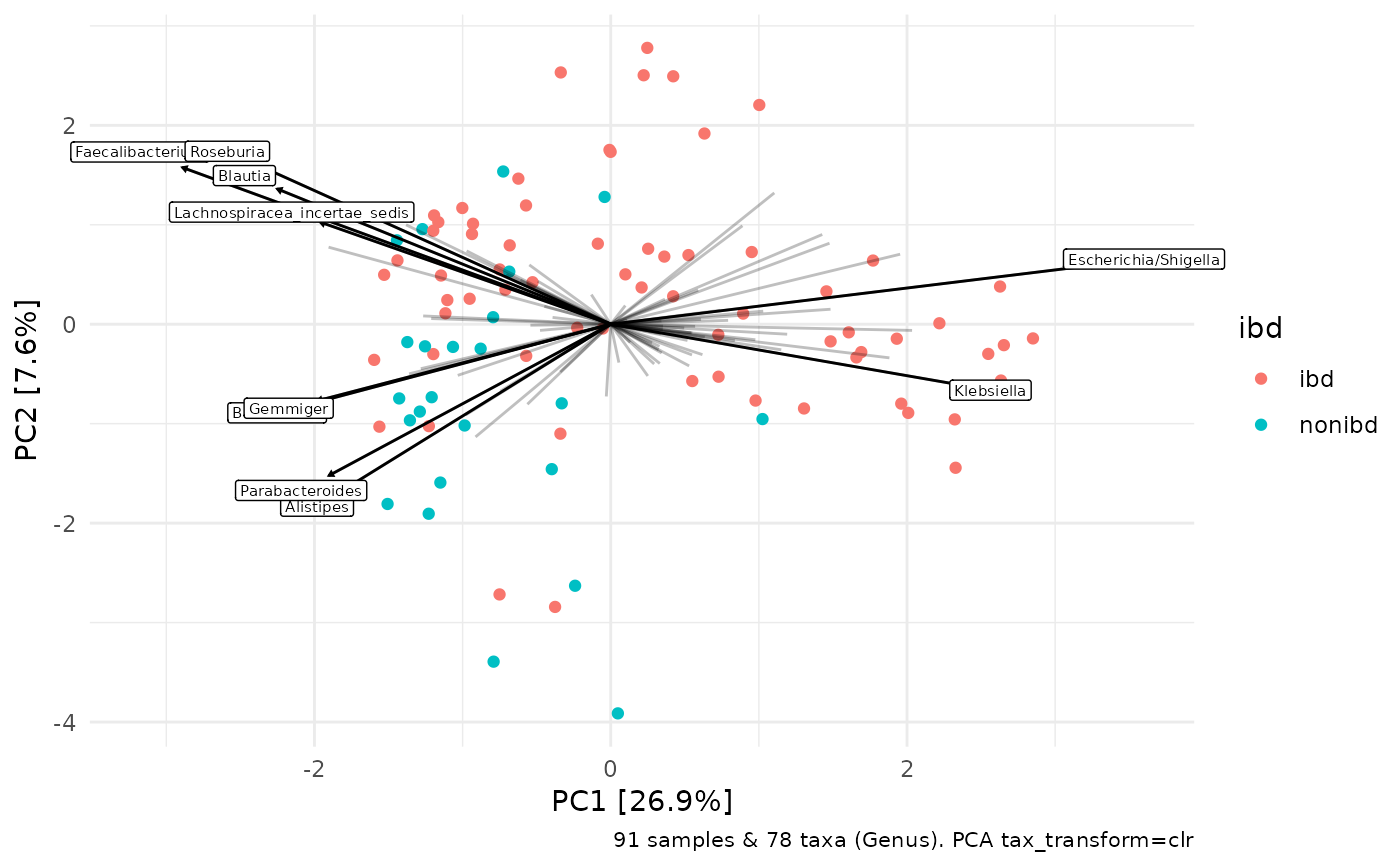 2
0
-2
-4
PC2 [7.6%]
Roseburia
Blautia
Lachnospiracea_incertae_sedis
Escherichia/Shigella
Klebsiella
Gemmiger
Parabacteroides
Alistipes
-2
0
2
PC1 [26.9%]
ibd
ibd
nonibd
91 samples & 78 taxa (Genus). PCA tax_transform=clr